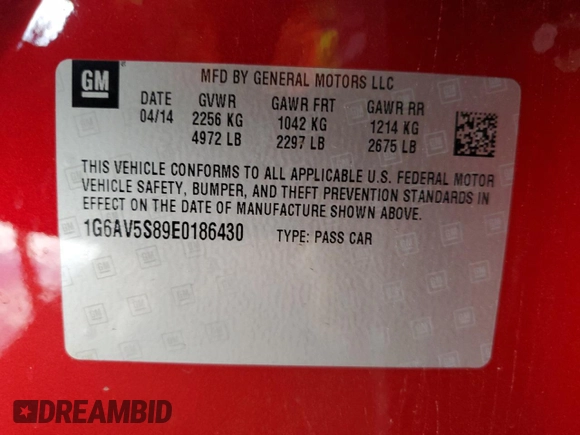 GM
MFD BY GENERAL MOTORS LLC
DATE GVWR GAWR FRT GAWR RR
04/14 2256 KG 1042 KG 1214 KG
4972 LB 2297 LB 2675 LB
THIS VEHICLE CONFORMS TO ALL APPLICABLE U.S. FEDERAL MOTOR
VEHICLE SAFETY, BUMPER, AND THEFT PREVENTION STANDARDS IN
EFFECT ON THE DATE OF MANUFACTURE SHOWN ABOVE.
1G6AV5S89E0186430 TYPE: PASS CAR
DREAMBID